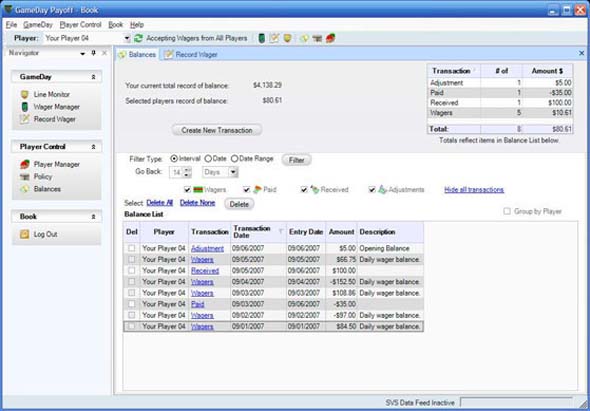 GameDay Payoff - Book
File GameDay Player Control Book Help
Player: Your Player 04 Accepting Wagers from All Players
Navigator
GameDay
Line Monitor
Wager Manager
Record Wager
Player Control
Player Manager
Policy
Balances
Book
Log Out
Balances Record Wager
Your current total record of balance: $4,138.29
Selected players record of balance: $80.61
Create New Transaction
Transaction # of Amount $
Adjustment 1 $5.00
Paid 1 -$35.00
Received 1 $100.00
Wagers 5 $10.61
Total: 8 $80.61
Totals reflect items in Balance List below.
Filter Type: Interval Date Date Range Filter
Go Back: 14 Days
Wagers Paid Received Adjustments Hide all transactions
Select: Delete All Delete None Delete
Group by Player
Balance List
Del Player Transaction Transaction Date Entry Date Amount Description
Your Player 04 Adjustment 09/06/2007 09/06/2007 $5.00 Opening Balance
Your Player 04 Wagers 09/05/2007 09/05/2007 $66.75 Daily wager balance.
Your Player 04 Received 09/05/2007 09/06/2007 $100.00
Your Player 04 Wagers 09/04/2007 09/04/2007 -$152.50 Daily wager balance.
Your Player 04 Wagers 09/03/2007 09/03/2007 $108.86 Daily wager balance.
Your Player 04 Paid 09/03/2007 09/06/2007 -$35.00
Your Player 04 Wagers 09/02/2007 09/02/2007 -$97.00 Daily wager balance.
Your Player 04 Wagers 09/01/2007 09/01/2007 $84.50 Daily wager balance.
SVS Data Feed Inactive